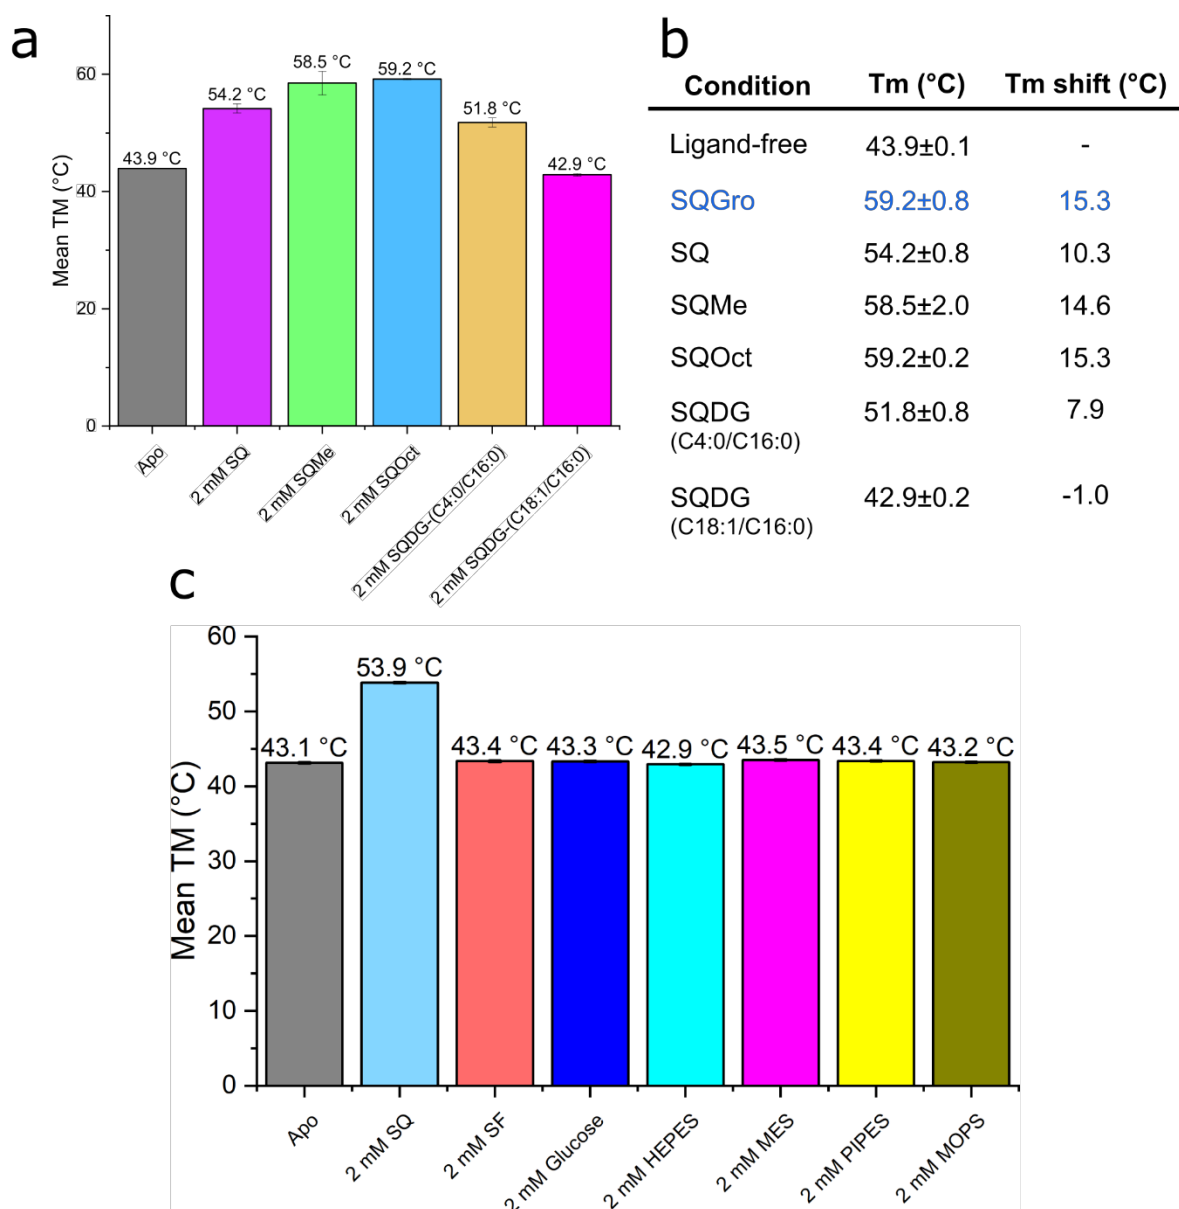 a
Mean TM (°C)
60
40
20
0
43.9 °C
54.2 °C
58.5 °C
59.2 °C
51.8 °C
42.9 °C
Apo
2 mM SQ
2 mM SQMe
2 mM SQOct
2 mM SQDG-(C4:0/C16:0)
2 mM SQDG-(C18:1/C16:0)
b
Condition Tm (°C) Tm shift (°C)
Ligand-free 43.9±0.1 -
SQGro 59.2±0.8 15.3
SQ 54.2±0.8 10.3
SQMe 58.5±2.0 14.6
SQOct 59.2±0.2 15.3
SQDG 51.8±0.8 7.9
(C4:0/C16:0)
SQDG 42.9±0.2 -1.0
(C18:1/C16:0)
c
Mean TM (°C)
60
50
40
30
20
10
0
43.1 °C
53.9 °C
43.4 °C
43.3 °C
42.9 °C
43.5 °C
43.4 °C
43.2 °C
Apo
2 mM SQ
2 mM SF
2 mM Glucose
2 mM HEPES
2 mM MES
2 mM PIPES
2 mM MOPS